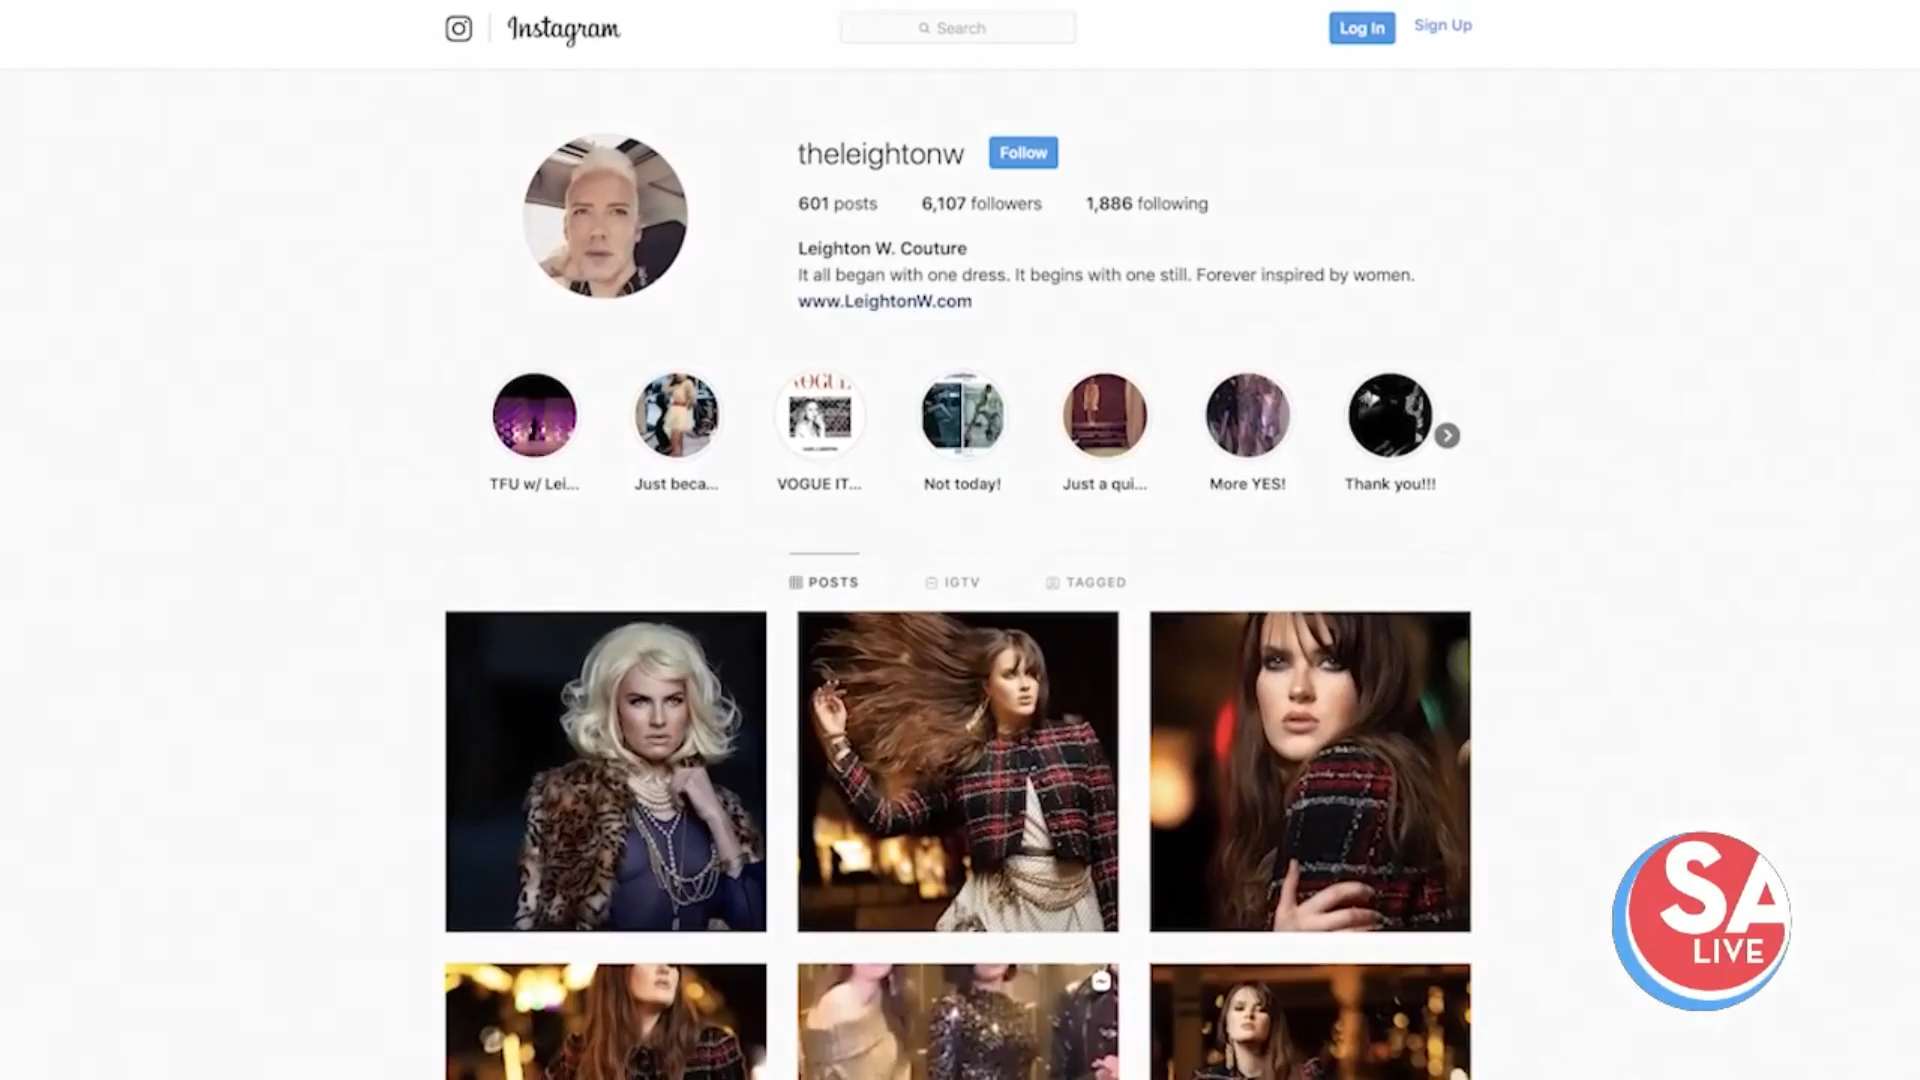 Instagram
Search
Log In
Sign Up
theleightonw
Follow
601 posts
6,107 followers
1,886 following
Leighton W. Couture
It all began with one dress. It begins with one still. Forever inspired by women.
www.LeightonW.com
VOGUE
TFU w/ Lei...
Just beca...
VOGUE IT...
Not today!
Just a qui...
More YES!
Thank you!!!
POSTS
IGTV
TAGGED
SA
LIVE